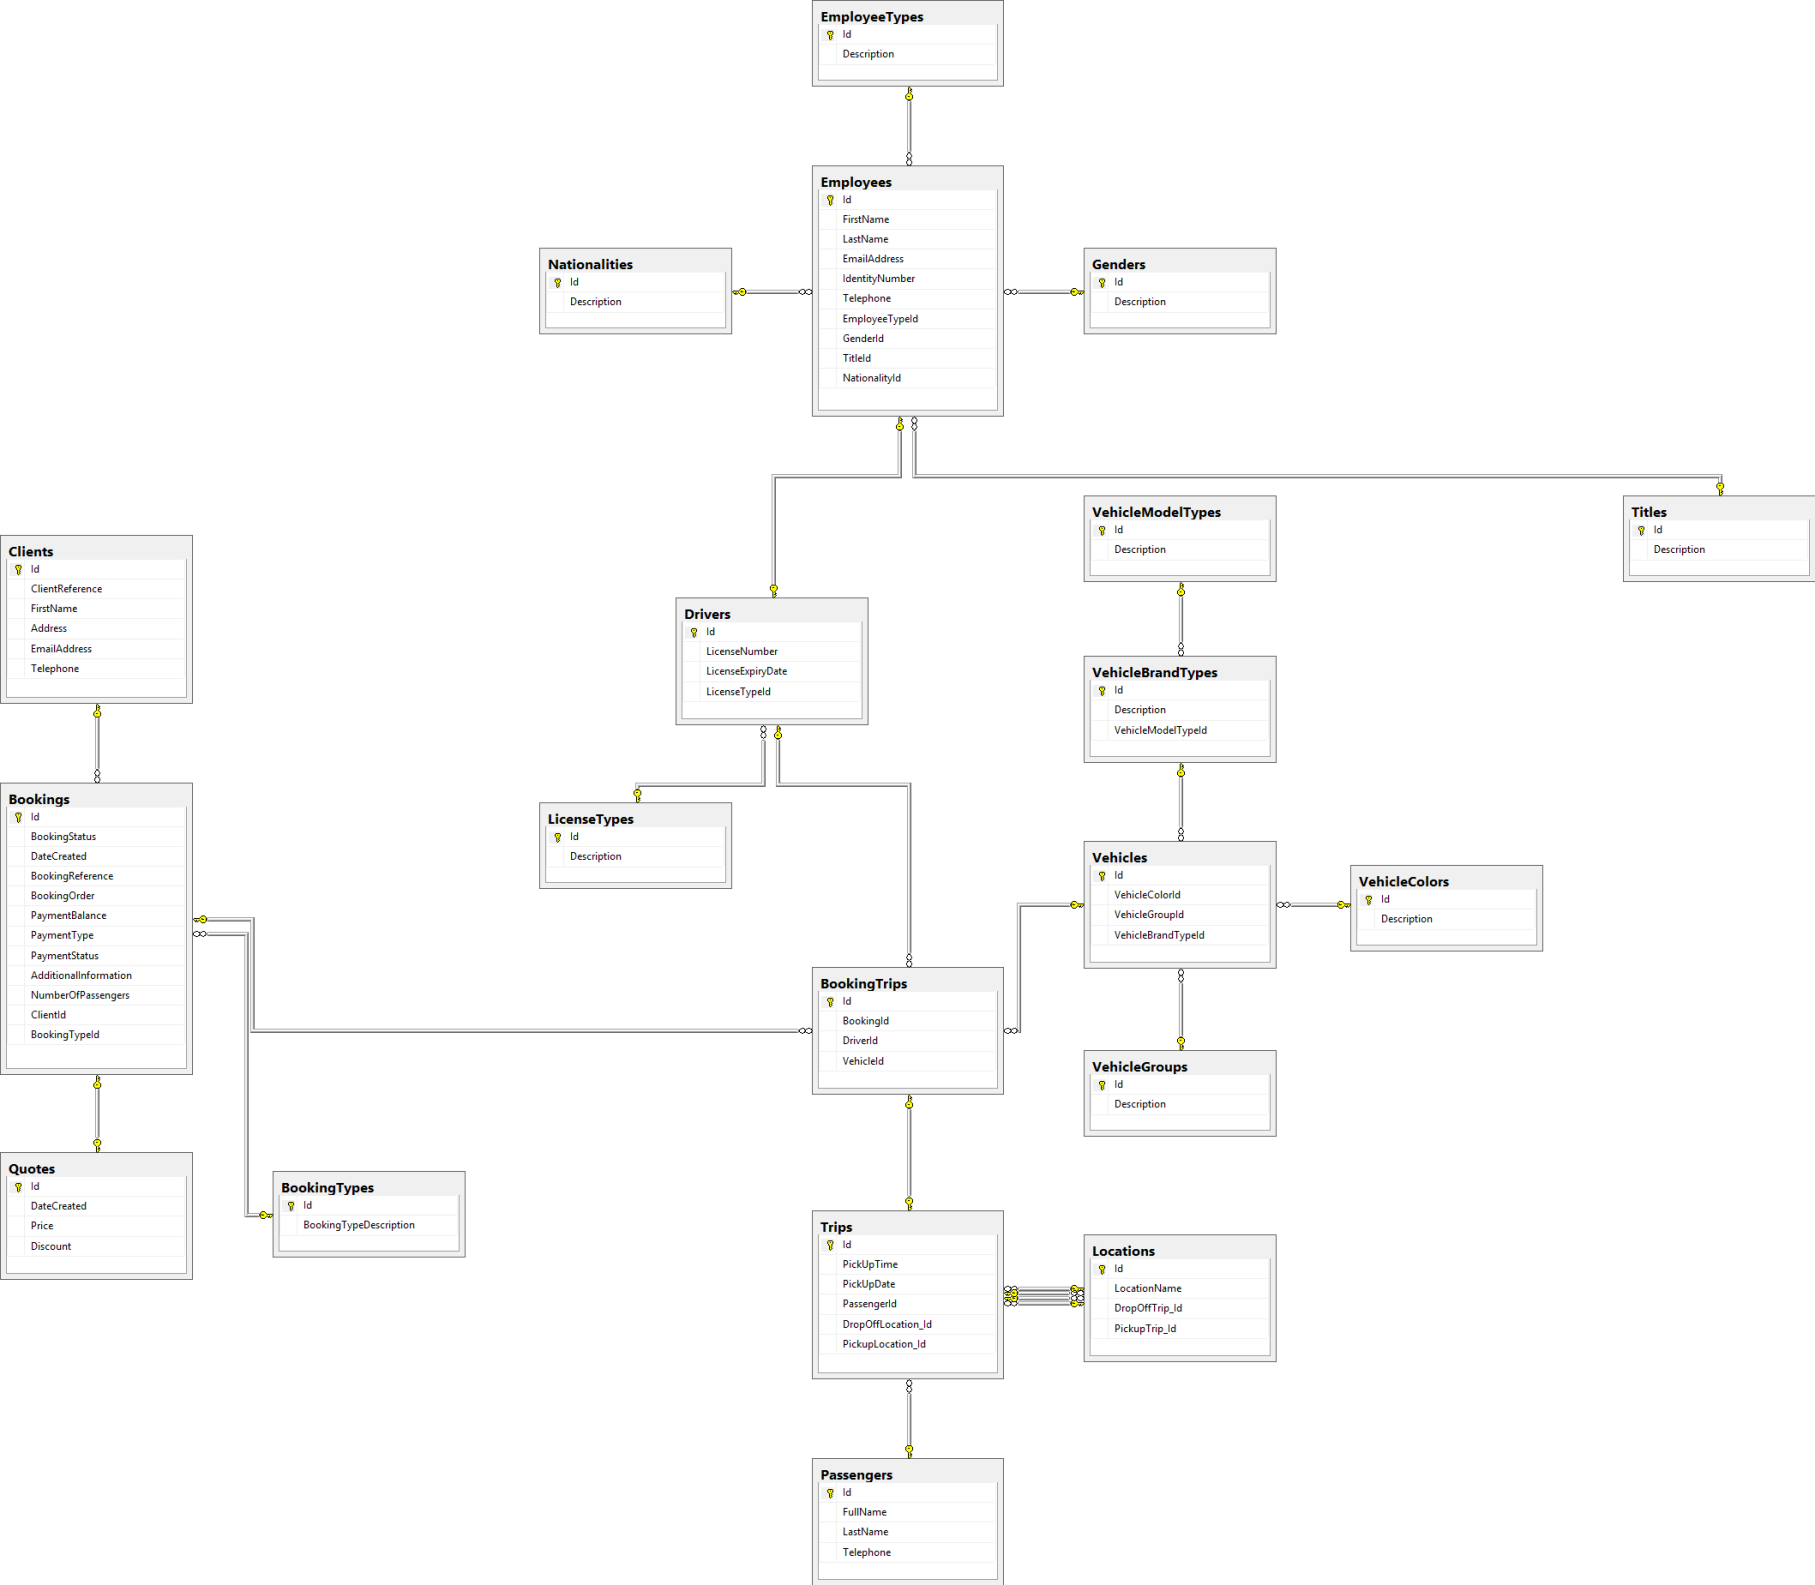 EmployeeTypes
Id
Description
Employees
Id
FirstName
LastName
EmailAddress
IdentityNumber
Telephone
EmployeeTypeId
GenderId
TitleId
NationalityId
Nationalities
Id
Description
Genders
Id
Description
VehicleModelTypes
Id
Description
Titles
Id
Description
Clients
Id
ClientReference
FirstName
Address
EmailAddress
Telephone
Drivers
Id
LicenseNumber
LicenseExpiryDate
LicenseTypeId
VehicleBrandTypes
Id
Description
VehicleModelTypeId
Bookings
Id
BookingStatus
DateCreated
BookingReference
BookingOrder
PaymentBalance
PaymentType
PaymentStatus
AdditionalInformation
NumberOfPassengers
ClientId
BookingTypeId
LicenseTypes
Id
Description
Vehicles
Id
VehicleColorId
VehicleGroupId
VehicleBrandTypeId
VehicleColors
Id
Description
BookingTrips
Id
BookingId
DriverId
VehicleId
VehicleGroups
Id
Description
Quotes
Id
DateCreated
Price
Discount
BookingTypes
Id
BookingTypeDescription
Trips
Id
PickUpTime
PickUpDate
PassengerId
DropOffLocation_Id
PickupLocation_Id
Locations
Id
LocationName
DropOffTrip_Id
PickupTrip_Id
Passengers
Id
FullName
LastName
Telephone